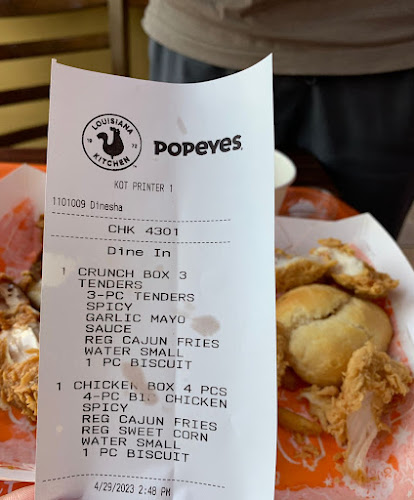 LOUISIANA
19 72
KITCHEN
POPEYES
KOT PRINTER 1
1101009 Dinesha
CHK 4301
Dine In
1 CRUNCH BOX 3
TENDERS
3-PC TENDERS
SPICY
GARLIC MAYO
SAUCE
REG CAJUN FRIES
WATER SMALL
1 PC BISCUIT
1 CHICKEN BOX 4 PCS
4-PC BIC CHICKEN
SPICY
REG CAJUN FRIES
REG SWEET CORN
WATER SMALL
1 PC BISCUIT
4/29/2023 2:48 PM